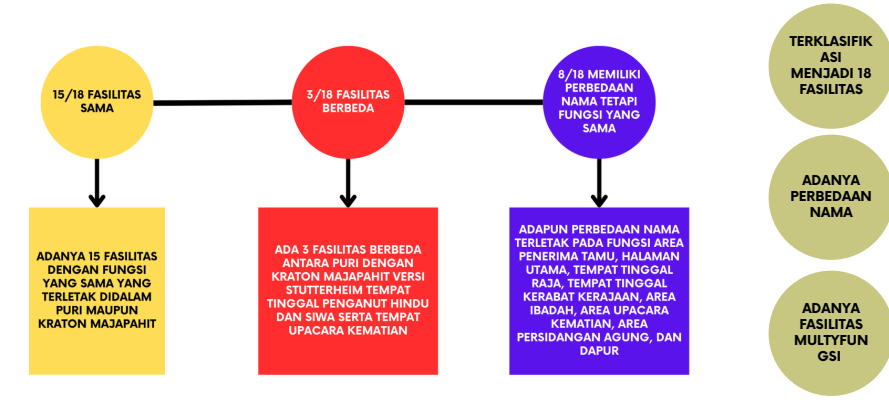 15/18 FASILITAS
SAMA
3/18 FASILITAS
BERBEDA
8/18 MEMILIKI
PERBEDAAN
NAMA TETAPI
FUNGSI YANG
SAMA
ADANYA 15 FASILITAS
DENGAN FUNGSI
YANG SAMA YANG
TERLETAK DIDALAM
PURI MAUPUN
KRATON MAJAPAHIT
ADA 3 FASILITAS BERBEDA
ANTARA PURI DENGAN
KRATON MAJAPAHIT VERSI
STUTTERHEIM TEMPAT
TINGGAL PENGANUT HINDU
DAN SIWA SERTA TEMPAT
UPACARA KEMATIAN
ADAPUN PERBEDAAN NAMA
TERLETAK PADA FUNGSI AREA
PENERIMA TAMU, HALAMAN
UTAMA, TEMPAT TINGGAL
RAJA, TEMPAT TINGGAL
KERABAT KERAJAAN, AREA
IBADAH, AREA UPACARA
KEMATIAN, AREA
PERSIDANGAN AGUNG, DAN
DAPUR
TERKLASIFIK
ASI
MENJADI 18
FASILITAS
ADANYA
PERBEDAAN
NAMA
ADANYA
FASILITAS
MULTYFUN
GSI